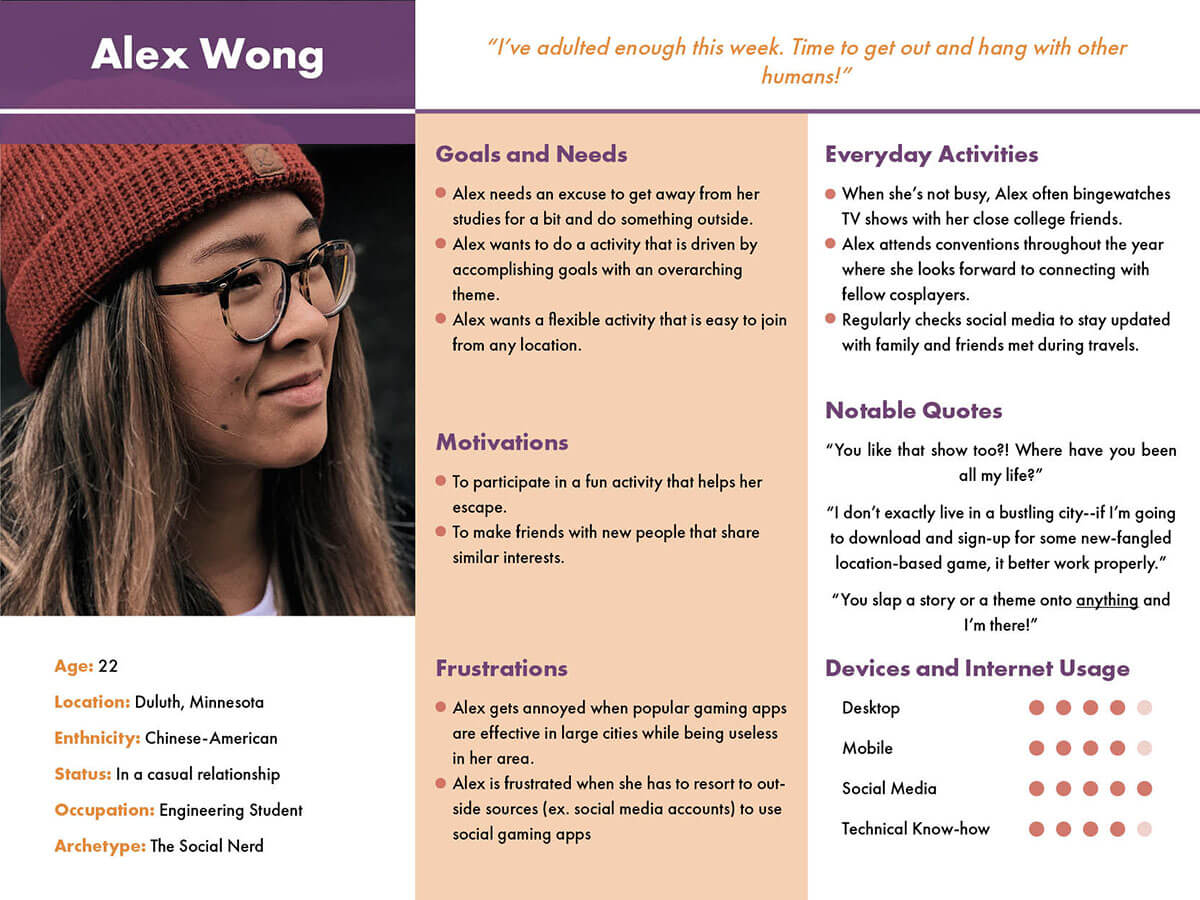 Alex Wong
“I’ve adulted enough this week. Time to get out and hang with other
humans!”
Age: 22
Location: Duluth, Minnesota
Enthnicity: Chinese-American
Status: In a casual relationship
Occupation: Engineering Student
Archetype: The Social Nerd
Goals and Needs
Alex needs an excuse to get away from her
studies for a bit and do something outside.
Alex wants to do a activity that is driven by
accomplishing goals with an overarching
theme.
Alex wants a flexible activity that is easy to join
from any location.
Motivations
To participate in a fun activity that helps her
escape.
To make friends with new people that share
similar interests.
Frustrations
Alex gets annoyed when popular gaming apps
are effective in large cities while being useless
in her area.
Alex is frustrated when she has to resort to out-
side sources (ex. social media accounts) to use
social gaming apps
Everyday Activities
When she’s not busy, Alex often bingewatches
TV shows with her close college friends.
Alex attends conventions throughout the year
where she looks forward to connecting with
fellow cosplayers.
Regularly checks social media to stay updated
with family and friends met during travels.
Notable Quotes
“You like that show too?! Where have you been
all my life?”
“I don’t exactly live in a bustling city--if I’m going
to download and sign-up for some new-fangled
location-based game, it better work properly.”
“You slap a story or a theme onto anything and
I’m there!”
Devices and Internet Usage
Desktop
Mobile
Social Media
Technical Know-how